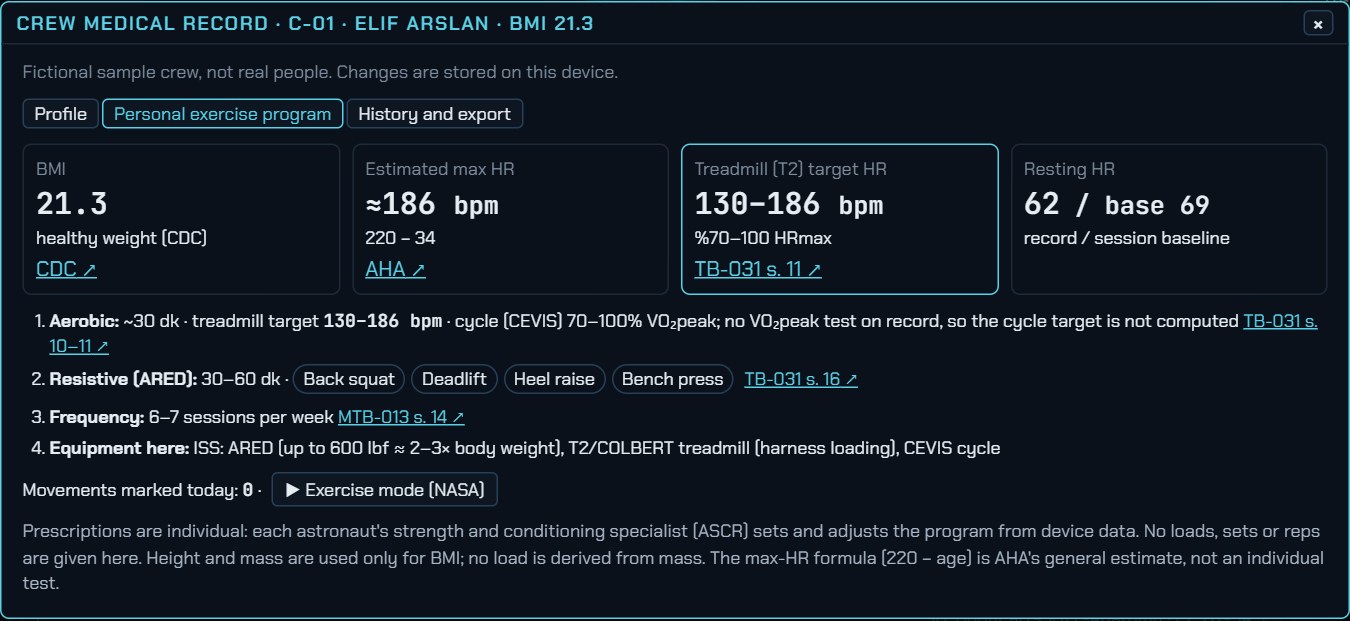 CREW MEDICAL RECORD · C-01 · ELIF ARSLAN · BMI 21.3
×
Fictional sample crew, not real people. Changes are stored on this device.
Profile
Personal exercise program
History and export
BMI
21.3
healthy weight (CDC)
CDC ↗
Estimated max HR
≈186 bpm
220 – 34
AHA ↗
Treadmill (T2) target HR
130–186 bpm
%70–100 HRmax
TB-031 s. 11 ↗
Resting HR
62 / base 69
record / session baseline
1. Aerobic: ~30 dk · treadmill target 130–186 bpm · cycle (CEVIS) 70–100% VO₂peak; no VO₂peak test on record, so the cycle target is not computed TB-031 s.
10–11 ↗
2. Resistive (ARED): 30–60 dk · Back squat Deadlift Heel raise Bench press TB-031 s. 16 ↗
3. Frequency: 6–7 sessions per week MTB-013 s. 14 ↗
4. Equipment here: ISS: ARED (up to 600 lbf ≈ 2–3× body weight), T2/COLBERT treadmill (harness loading), CEVIS cycle
Movements marked today: 0 · ▶ Exercise mode (NASA)
Prescriptions are individual: each astronaut's strength and conditioning specialist (ASCR) sets and adjusts the program from device data. No loads, sets or reps
are given here. Height and mass are used only for BMI; no load is derived from mass. The max-HR formula (220 – age) is AHA's general estimate, not an individual
test.